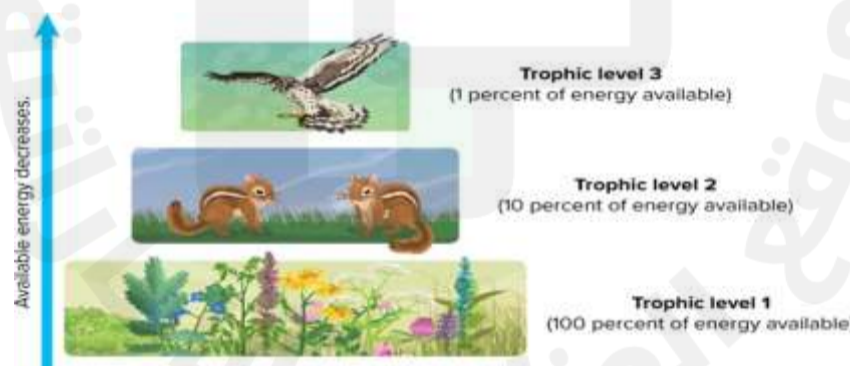 Available energy decreases.
Trophic level 3
(1 percent of energy available)
Trophic level 2
(10 percent of energy available)
Trophic level 1
(100 percent of energy available